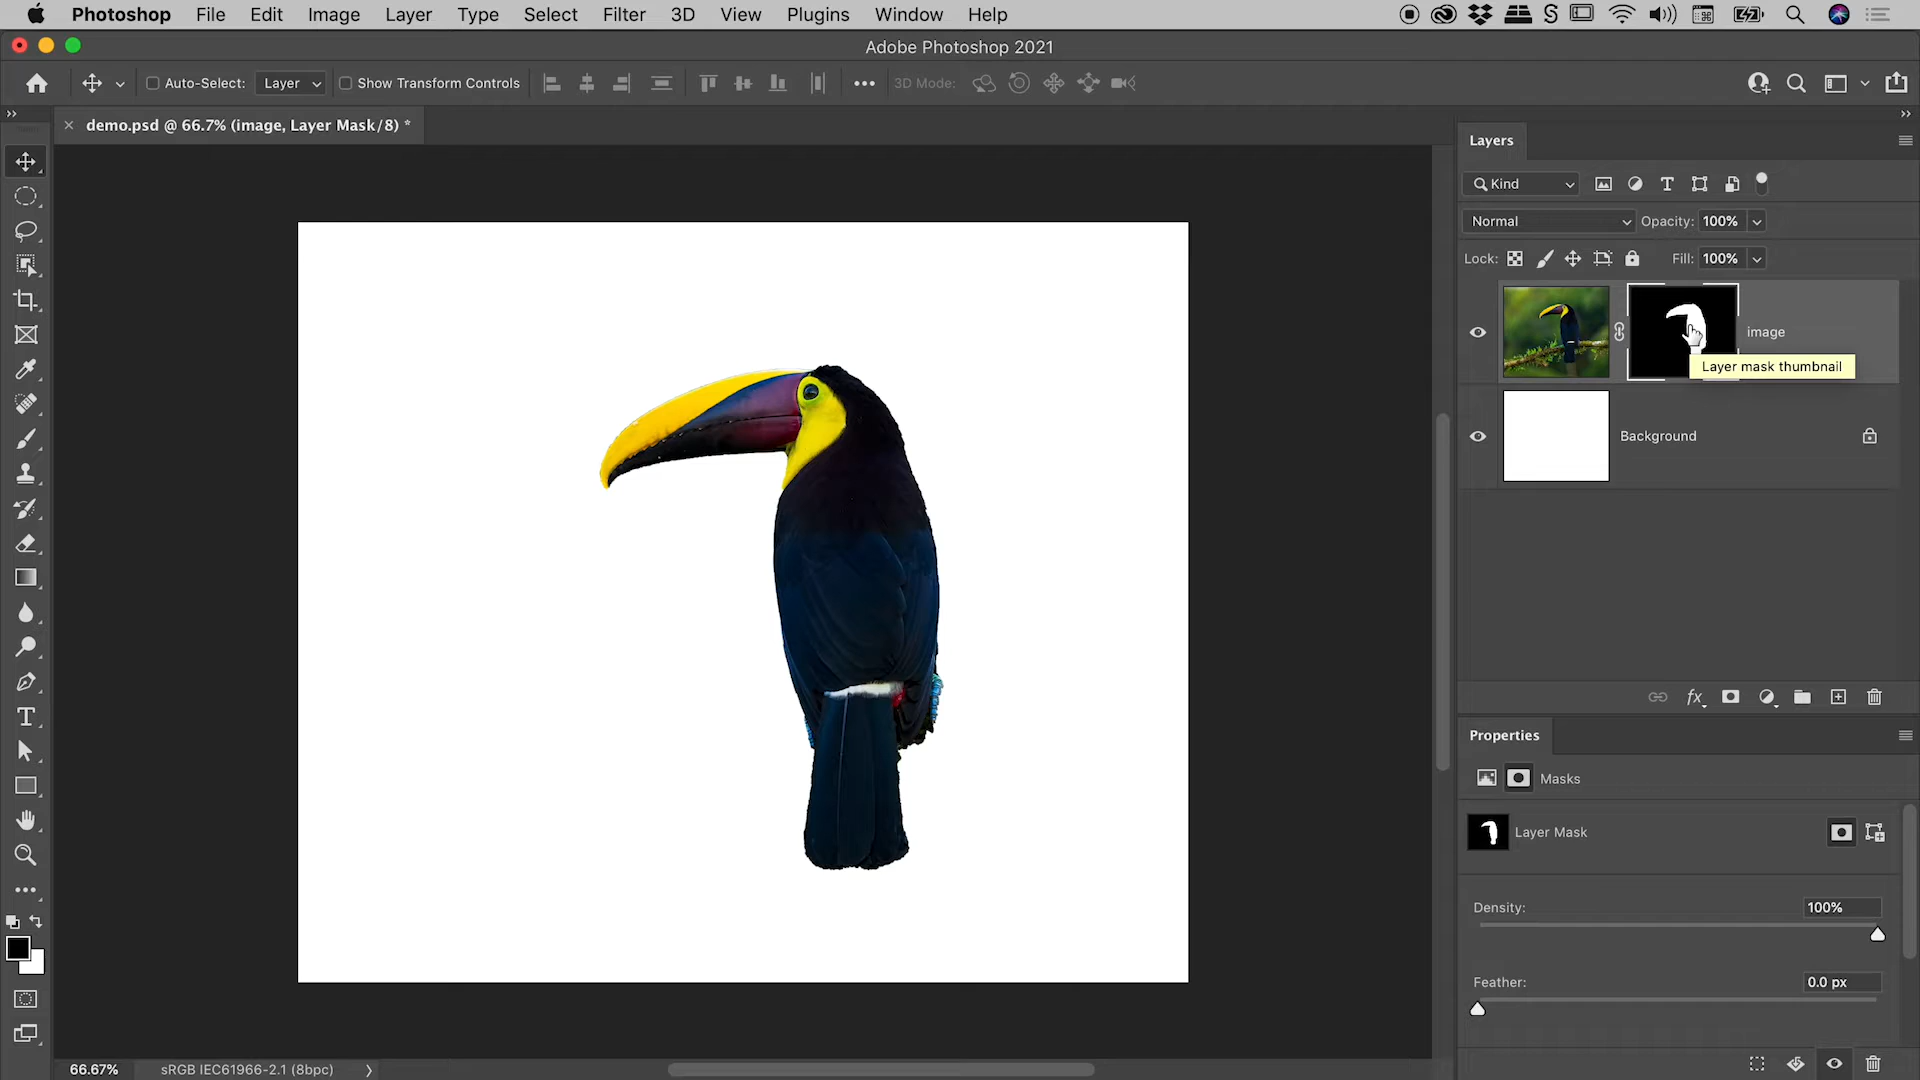 Photoshop File Edit Image Layer Type Select Filter 3D View Plugins Window Help
Adobe Photoshop 2021
Auto-Select: Layer Show Transform Controls 3D Mode:
demo.psd @ 66.7% (image, Layer Mask/8) *
Layers
Kind
Normal Opacity: 100%
Lock: Fill: 100%
image
Layer mask thumbnail
Background
fx
Properties
Masks
Layer Mask
Density: 100%
Feather: 0.0 px
66.67% sRGB IEC61966-2.1 (8bpc)